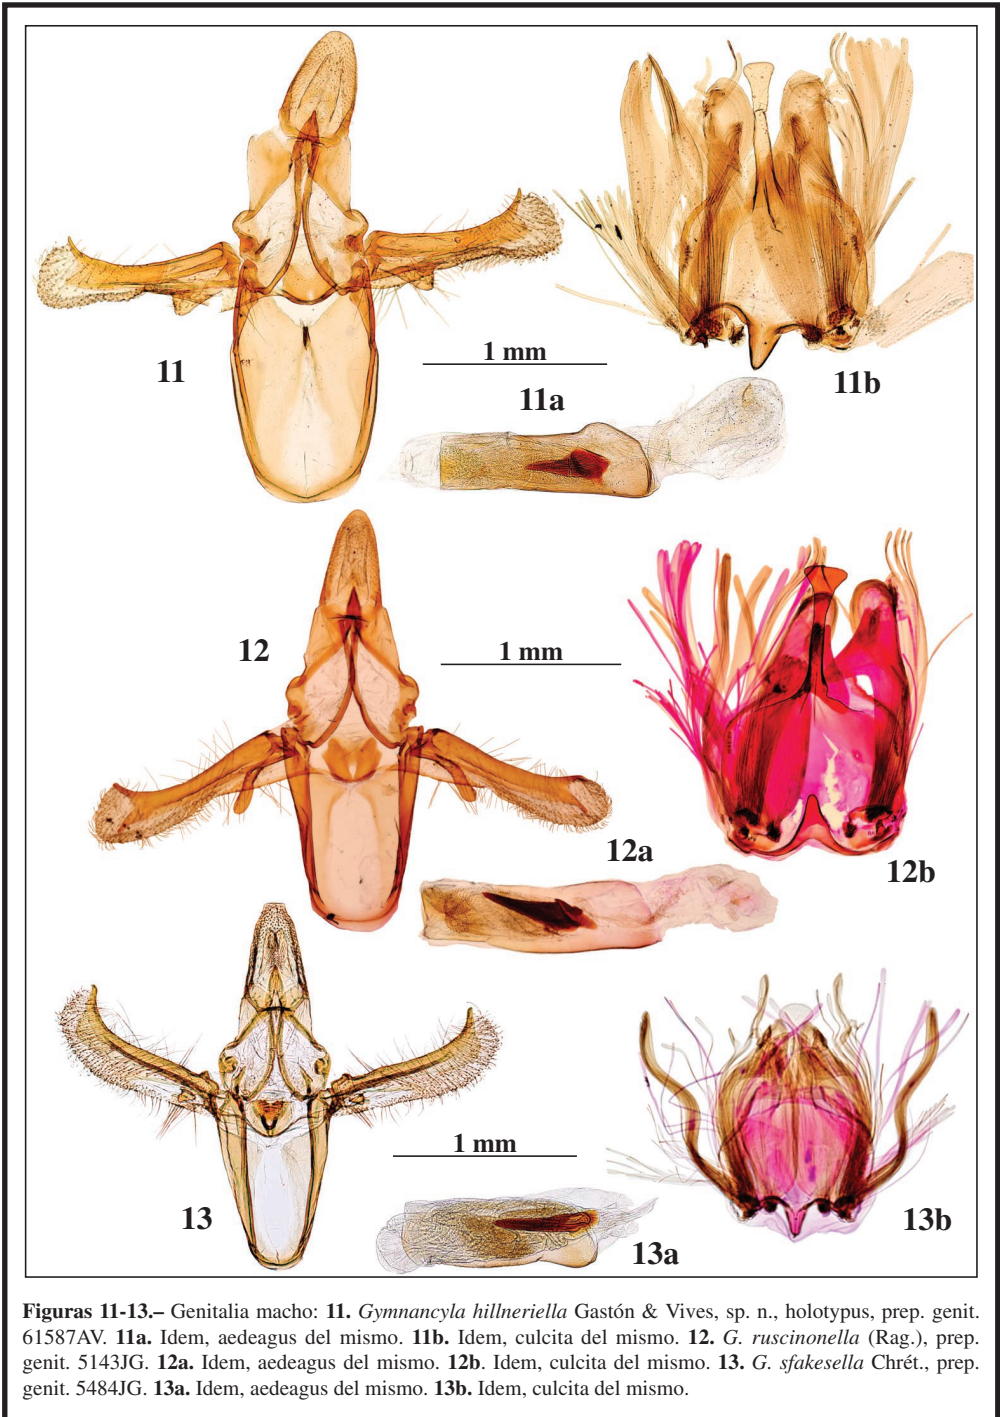 11
1 mm
11a
11b
12
1 mm
12a
12b
13
1 mm
13a
13b
Figuras 11-13.– Genitalia macho: 11. Gymnancyla hillneriella Gastón & Vives, sp. n., holotypus, prep. genit.
61587AV. 11a. Idem, aedeagus del mismo. 11b. Idem, culcita del mismo. 12. G. ruscinonella (Rag.), prep.
genit. 5143JG. 12a. Idem, aedeagus del mismo. 12b. Idem, culcita del mismo. 13. G. sfakesella Chrét., prep.
genit. 5484JG. 13a. Idem, aedeagus del mismo. 13b. Idem, culcita del mismo.